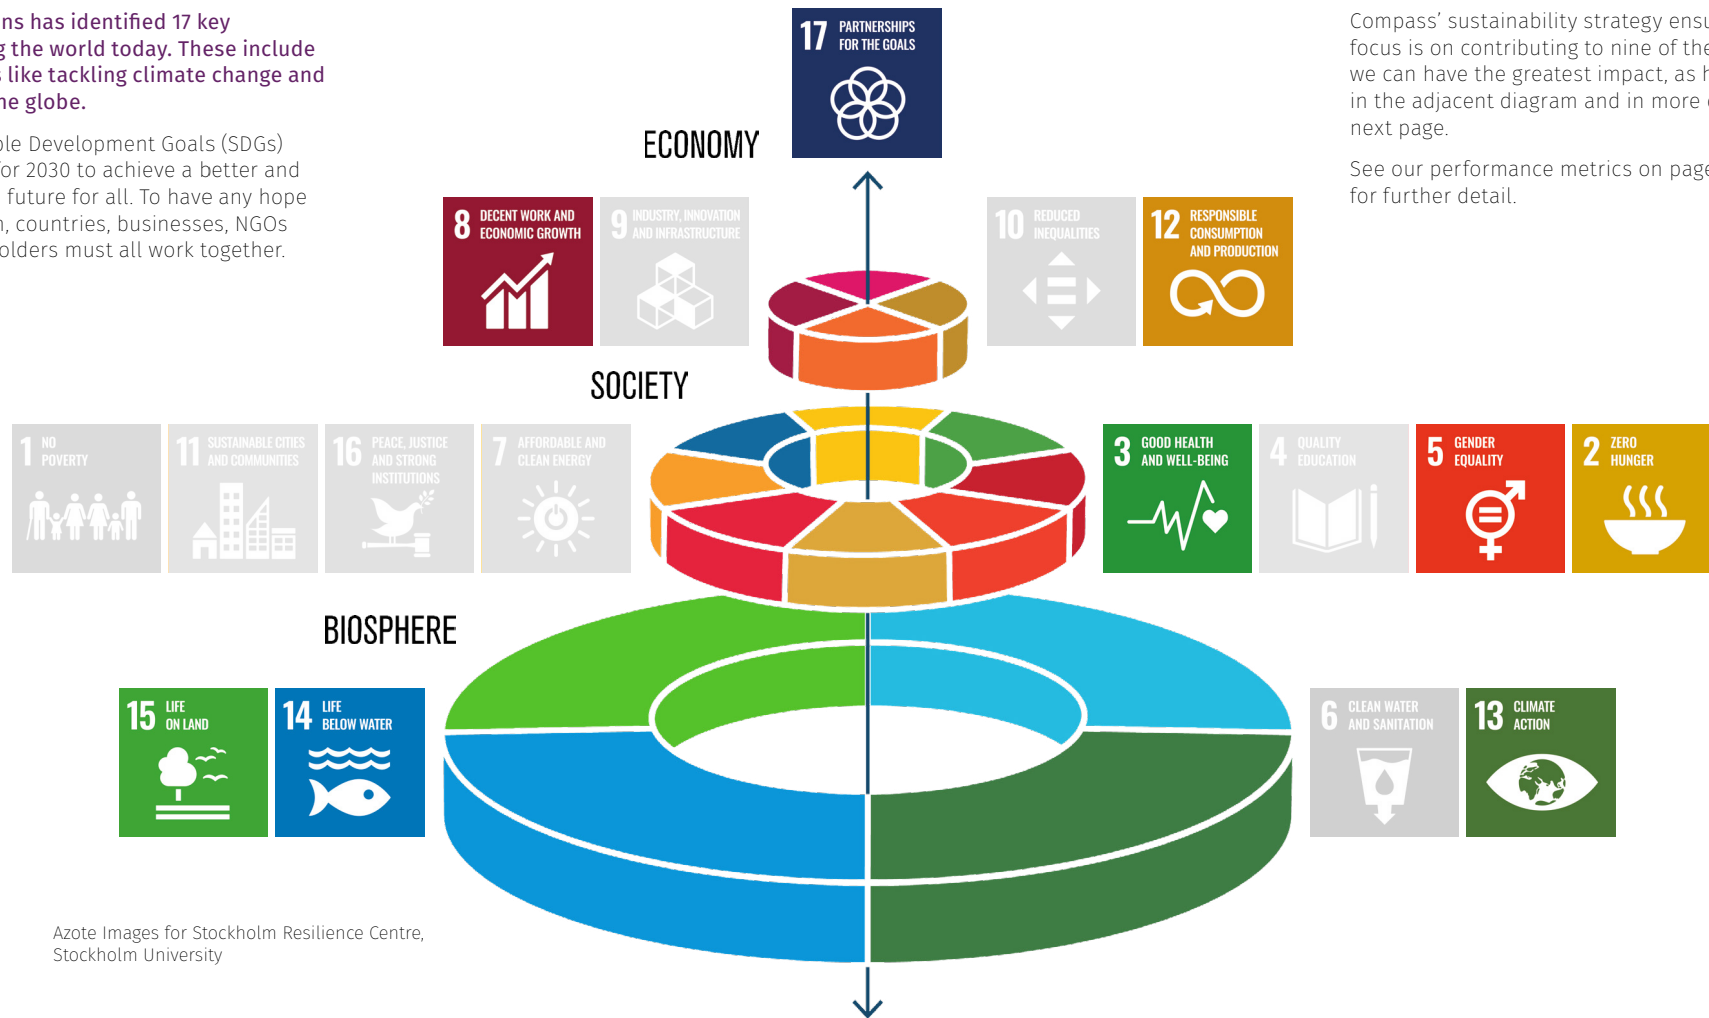 ns has identified 17 key
g the world today. These include
s like tackling climate change and
he globe.
ble Development Goals (SDGs)
for 2030 to achieve a better and
future for all. To have any hope
n, countries, businesses, NGOs
olders must all work together.
17 PARTNERSHIPS
FOR THE GOALS
Compass’ sustainability strategy ensu
focus is on contributing to nine of the
we can have the greatest impact, as h
in the adjacent diagram and in more
next page.
See our performance metrics on page
for further detail.
ECONOMY
8 DECENT WORK AND
ECONOMIC GROWTH
9 INDUSTRY, INNOVATION
AND INFRASTRUCTURE
10 REDUCED
INEQUALITIES
12 RESPONSIBLE
CONSUMPTION
AND PRODUCTION
SOCIETY
1 NO
POVERTY
11 SUSTAINABLE CITIES
AND COMMUNITIES
16 PEACE, JUSTICE
AND STRONG
INSTITUTIONS
7 AFFORDABLE AND
CLEAN ENERGY
3 GOOD HEALTH
AND WELL-BEING
4 QUALITY
EDUCATION
5 GENDER
EQUALITY
2 ZERO
HUNGER
BIOSPHERE
15 LIFE
ON LAND
14 LIFE
BELOW WATER
6 CLEAN WATER
AND SANITATION
13 CLIMATE
ACTION
Azote Images for Stockholm Resilience Centre,
Stockholm University